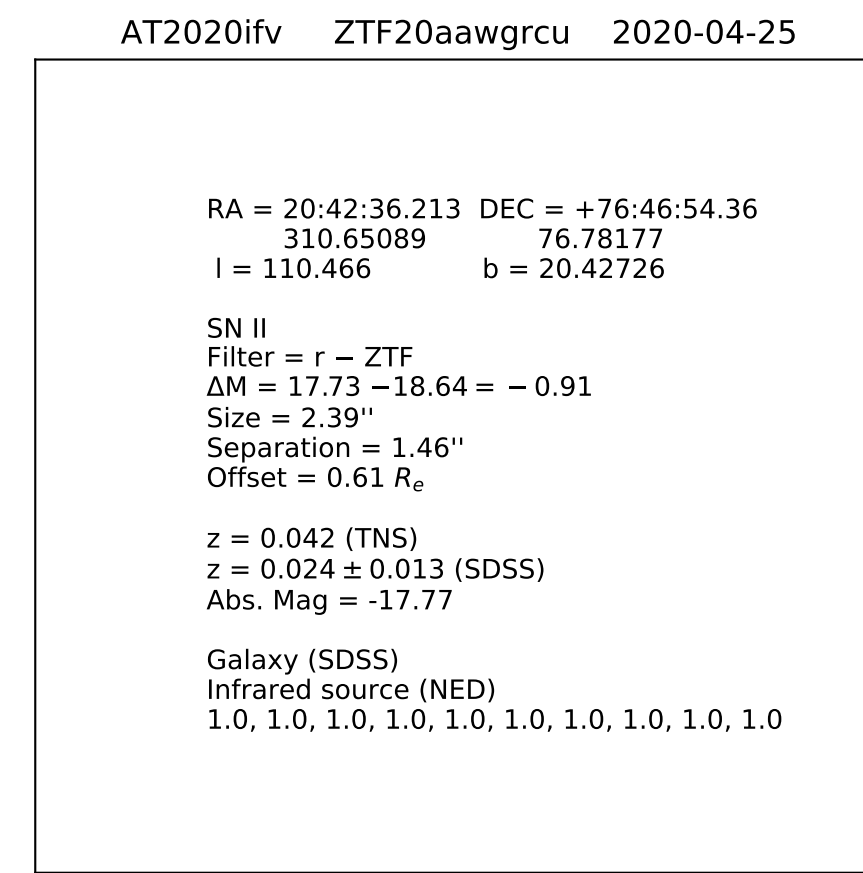 AT2020ifv ZTF20aawgrcu 2020-04-25
RA = 20:42:36.213 DEC = +76:46:54.36
310.65089 76.78177
l = 110.466 b = 20.42726
SN II
Filter = r − ZTF
ΔM = 17.73 −18.64 = − 0.91
Size = 2.39''
Separation = 1.46''
Offset = 0.61 Re
z = 0.042 (TNS)
z = 0.024 ± 0.013 (SDSS)
Abs. Mag = -17.77
Galaxy (SDSS)
Infrared source (NED)
1.0, 1.0, 1.0, 1.0, 1.0, 1.0, 1.0, 1.0, 1.0, 1.0